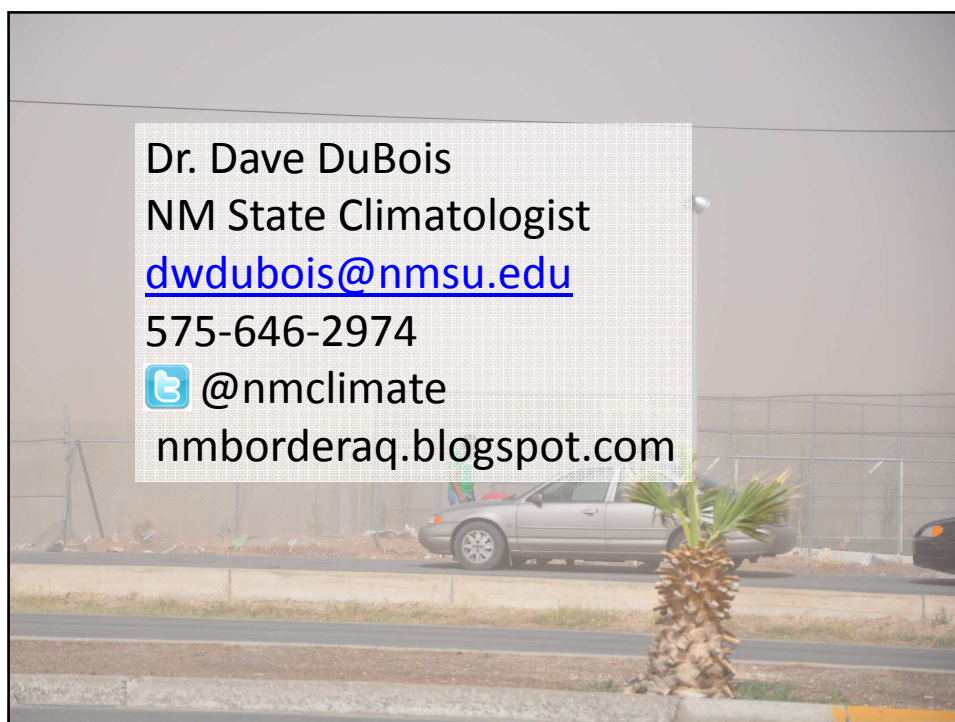 Dr. Dave DuBois
NM State Climatologist
dwdubois@nmsu.edu
575-646-2974
@nmclimate
nmborderaq.blogspot.com